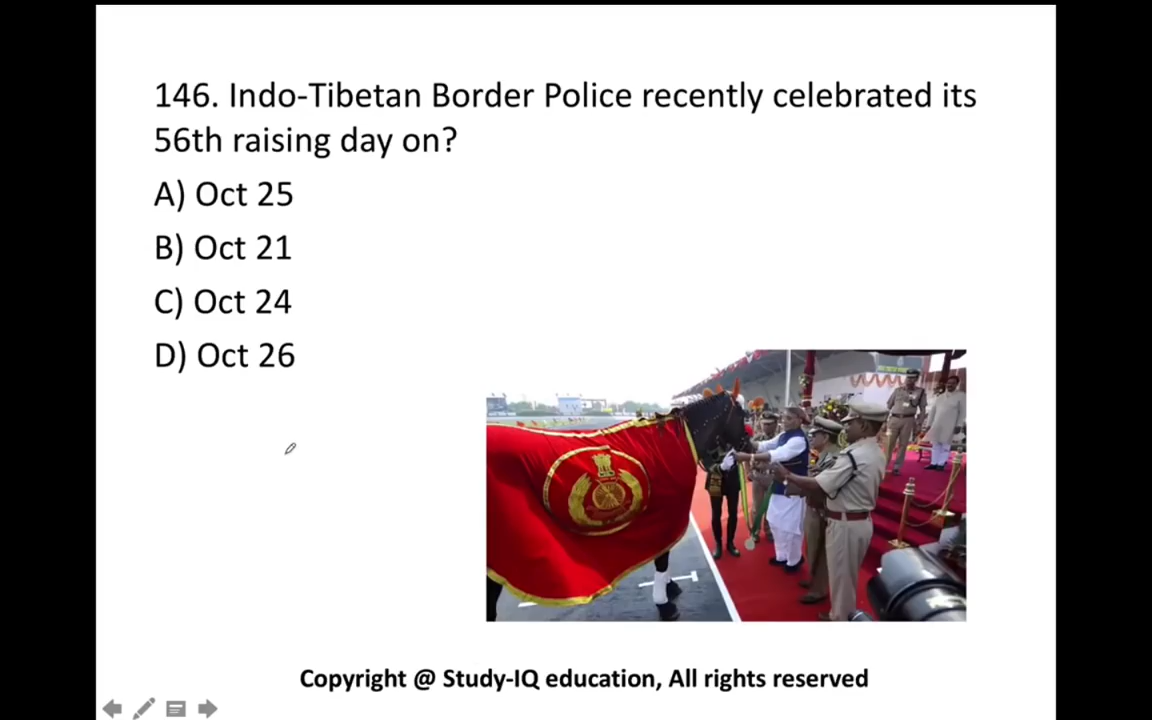 146. Indo-Tibetan Border Police recently celebrated its
56th raising day on?
A) Oct 25
B) Oct 21
C) Oct 24
D) Oct 26
Copyright @ Study-IQ education, All rights reserved